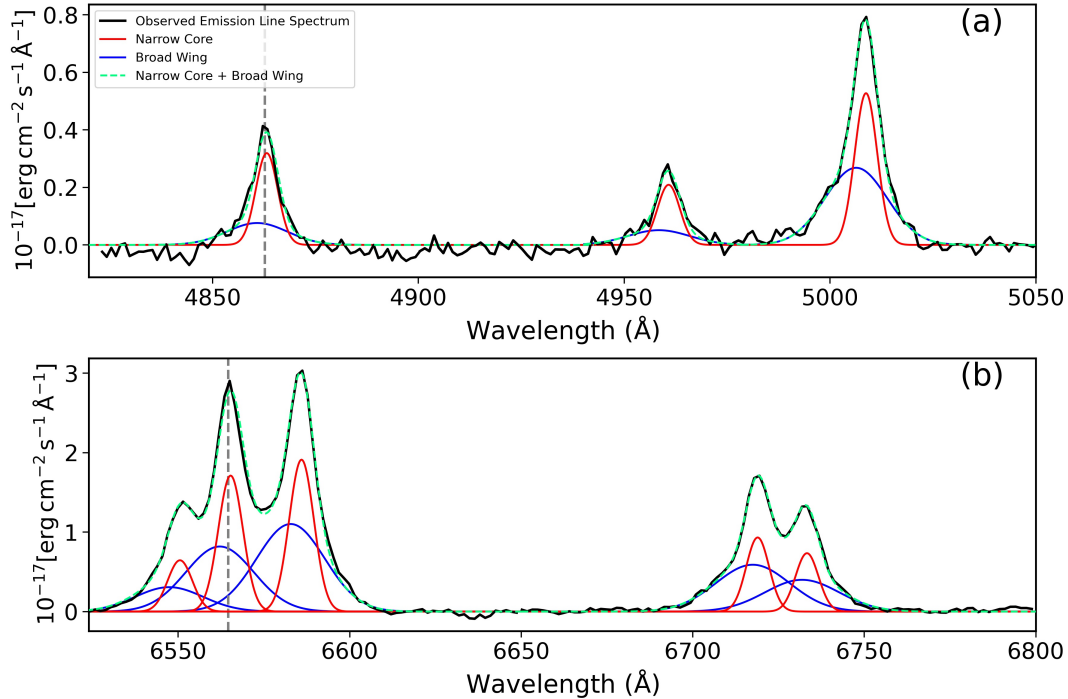 (a)
Observed Emission Line Spectrum
Narrow Core
Broad Wing
Narrow Core + Broad Wing
10⁻¹⁷[erg cm⁻² s⁻¹ Å⁻¹]
0.8
0.6
0.4
0.2
0.0
4850 4900 4950 5000 5050
Wavelength (Å)
(b)
10⁻¹⁷[erg cm⁻² s⁻¹ Å⁻¹]
3
2
1
0
6550 6600 6650 6700 6750 6800
Wavelength (Å)